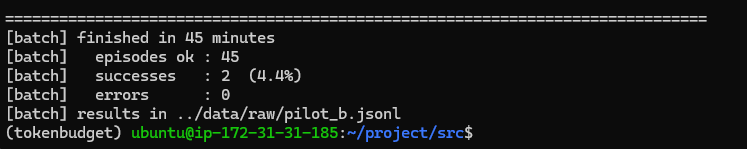 ================================================================================
[batch] finished in 45 minutes
[batch]   episodes ok : 45
[batch]   successes   : 2  (4.4%)
[batch]   errors      : 0
[batch] results in ../data/raw/pilot_b.jsonl
(tokenbudget) ubuntu@ip-172-31-31-185:~/project/src$